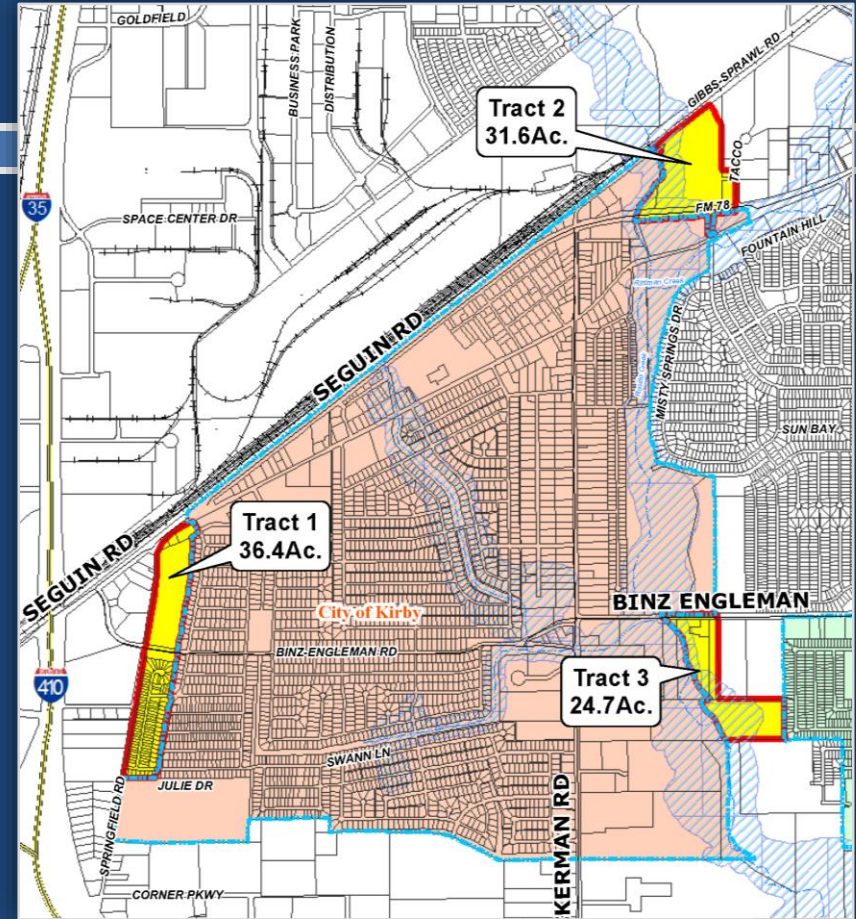 GOLDFIELD
BUSINESS PARK
DISTRIBUTION
GIBBS-SPRAWL RD
Tract 2
31.6Ac.
TACCO
35
SPACE CENTER DR
FM 78
FOUNTAIN HILL
Rittiman Creek
SEGUIN RD
MISTY SPRINGS DR
SUN BAY
Tract 1
36.4Ac.
SEGUIN RD
City of Kirby
BINZ ENGLEMAN
BINZ-ENGLEMAN RD
410
Tract 3
24.7Ac.
SWANN LN
JULIE DR
SPRINGFIELD RD
KERMAN RD
CORNER PKWY